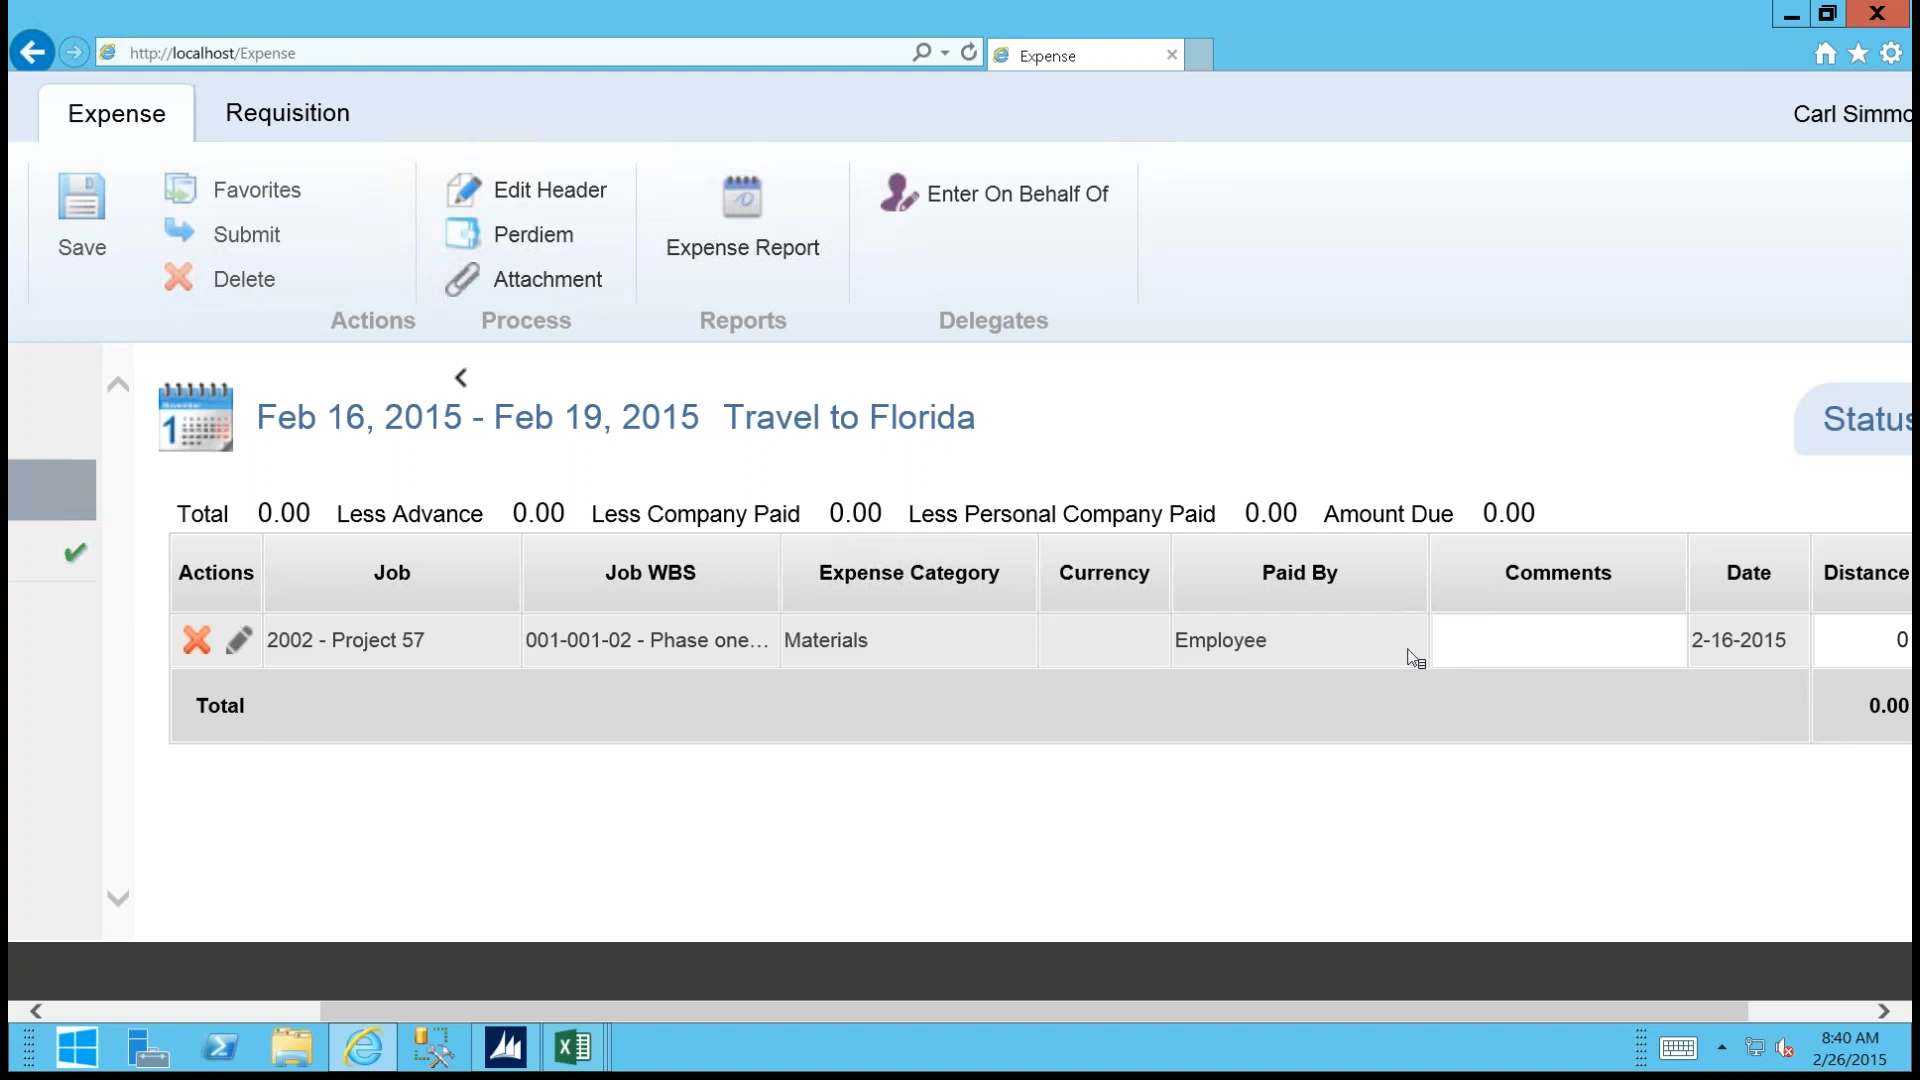 http://localhost/Expense
Expense
Expense
Requisition
Carl Simmo
Save
Favorites
Submit
Delete
Actions
Edit Header
Perdiem
Attachment
Process
Expense Report
Reports
Enter On Behalf Of
Delegates
Feb 16, 2015 - Feb 19, 2015 Travel to Florida
Status
Total 0.00 Less Advance 0.00 Less Company Paid 0.00 Less Personal Company Paid 0.00 Amount Due 0.00
Actions Job Job WBS Expense Category Currency Paid By Comments Date Distance
2002 - Project 57 001-001-02 - Phase one... Materials Employee 2-16-2015 0
Total 0.00
8:40 AM
2/26/2015